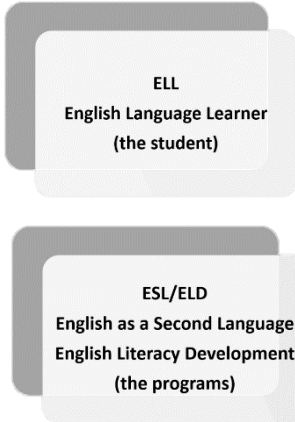 ELL
English Language Learner
(the student)
ESL/ELD
English as a Second Language
English Literacy Development
(the programs)